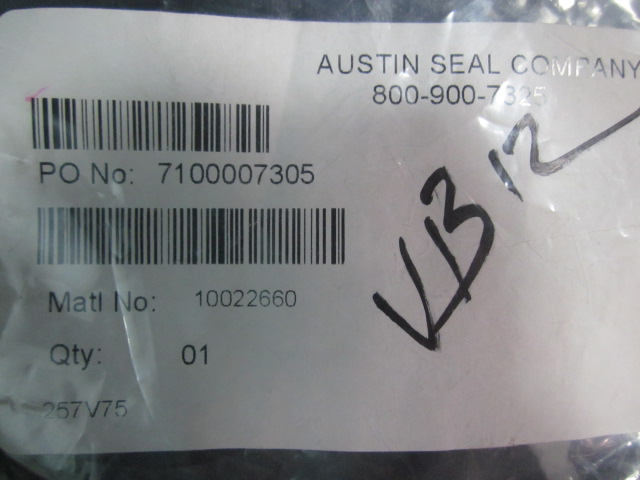 AUSTIN SEAL COMPANY
800-900-7325
PO No: 7100007305
Matl No: 10022660
Qty: 01
257V75